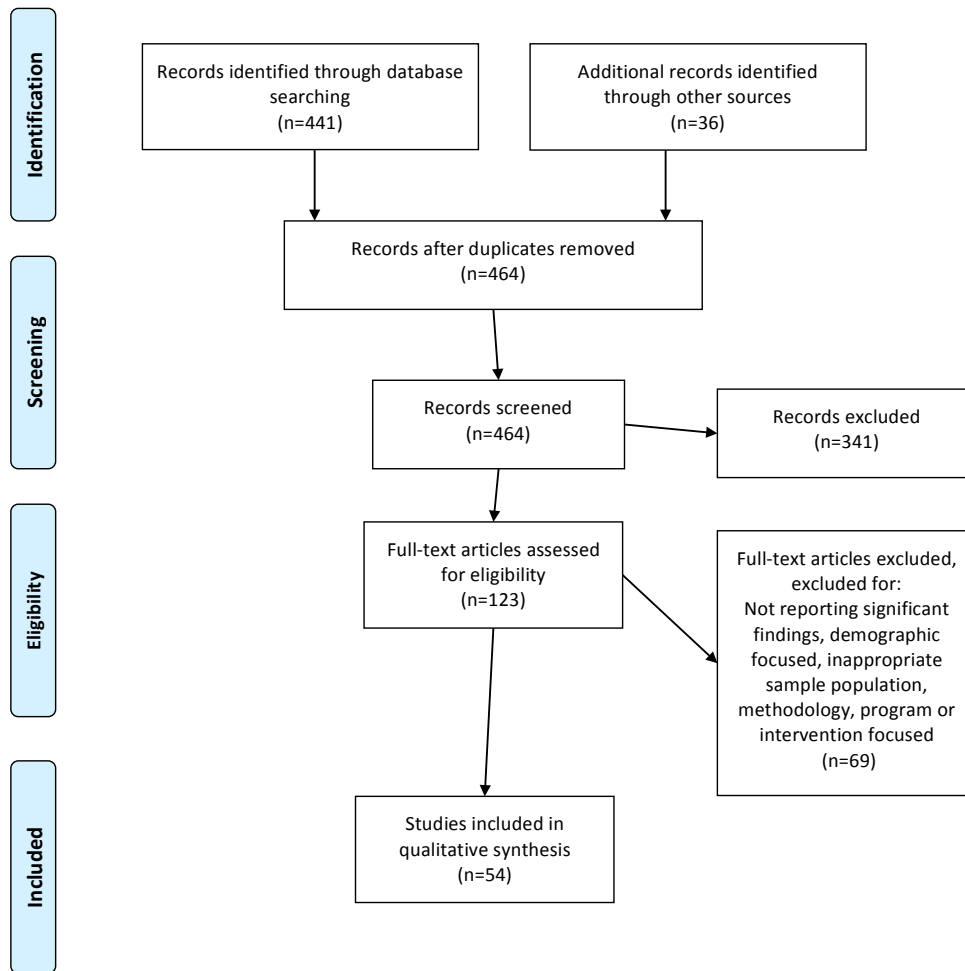 Identification
Records identified through database
searching
(n=441)
Additional records identified
through other sources
(n=36)
Records after duplicates removed
(n=464)
Screening
Records screened
(n=464)
Records excluded
(n=341)
Eligibility
Full-text articles assessed
for eligibility
(n=123)
Full-text articles excluded,
excluded for:
Not reporting significant
findings, demographic
focused, inappropriate
sample population,
methodology, program or
intervention focused
(n=69)
Included
Studies included in
qualitative synthesis
(n=54)